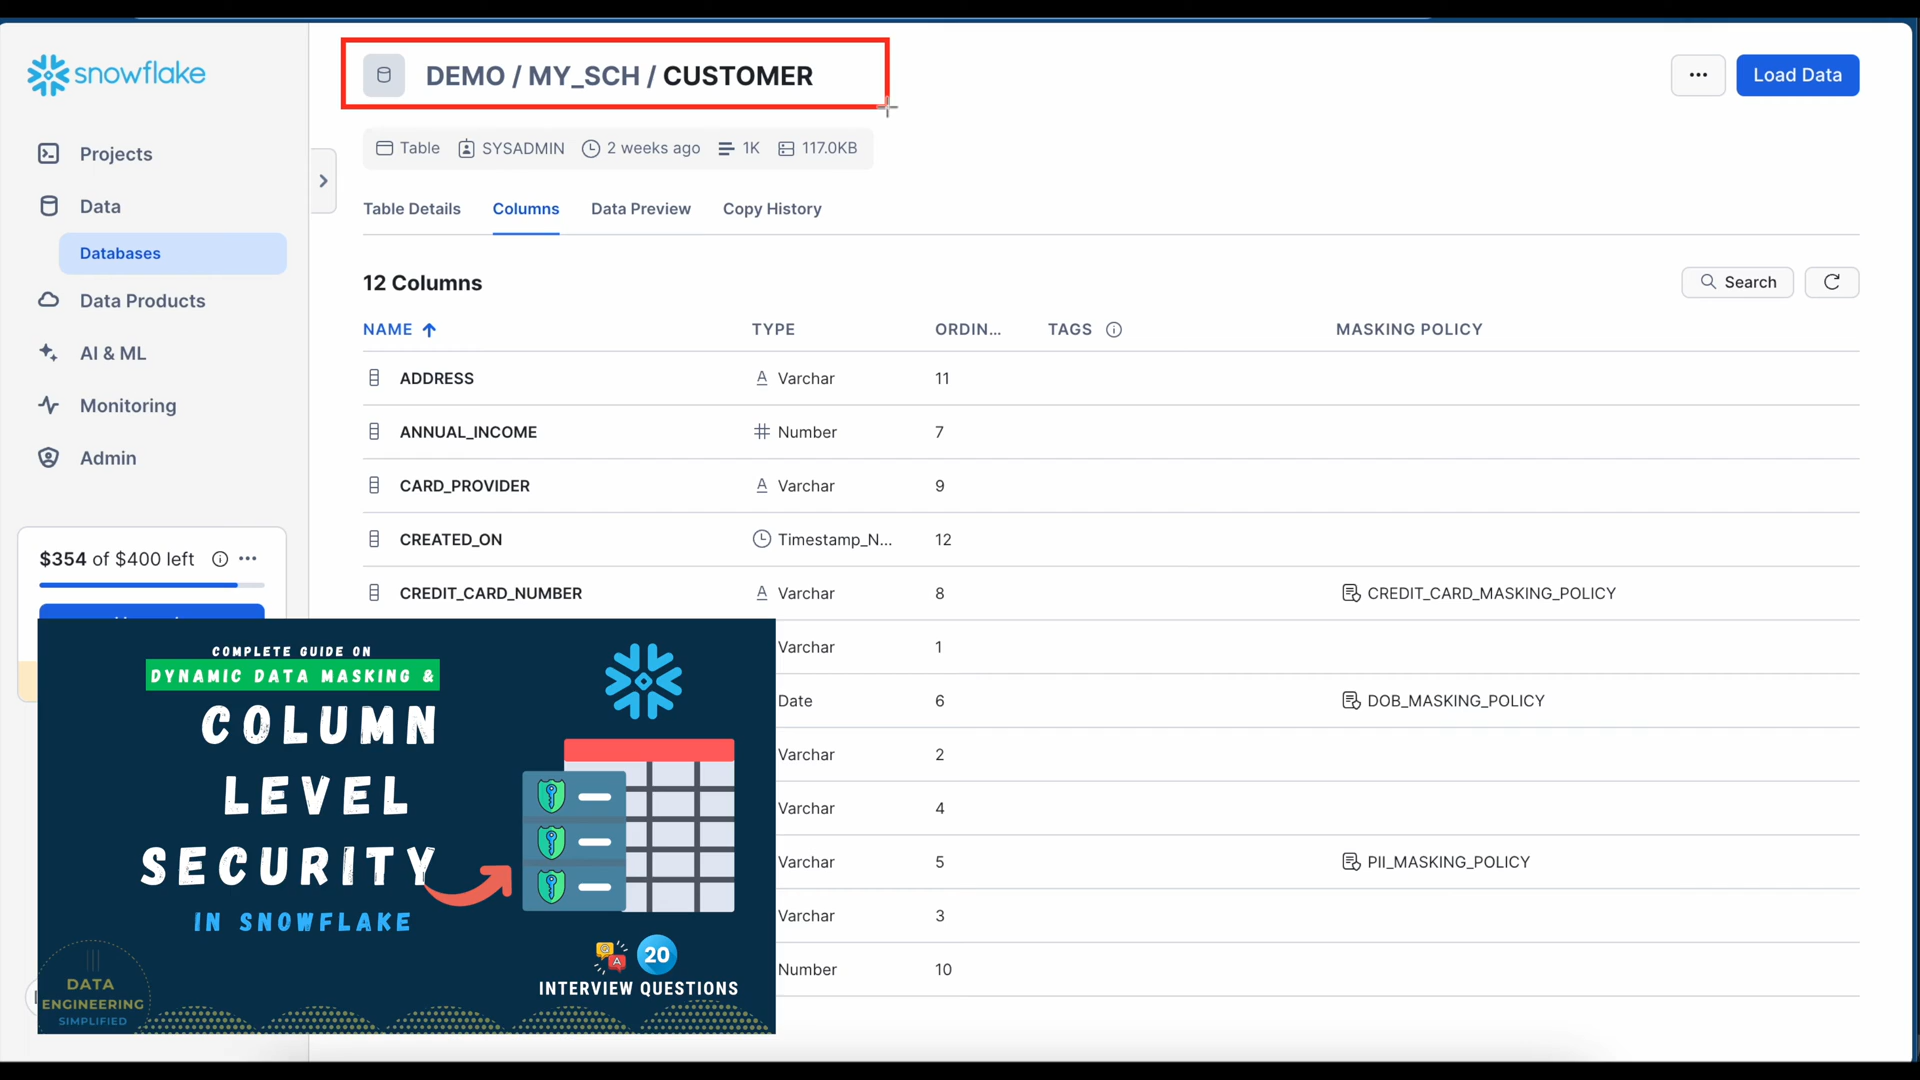 snowflake
DEMO / MY_SCH / CUSTOMER
Load Data
Table SYSADMIN 2 weeks ago 1K 117.0KB
Projects
Data
Databases
Data Products
AI & ML
Monitoring
Admin
Table Details Columns Data Preview Copy History
12 Columns
Search
NAME TYPE ORDIN... TAGS MASKING POLICY
ADDRESS Varchar 11
ANNUAL_INCOME Number 7
CARD_PROVIDER Varchar 9
CREATED_ON Timestamp_N... 12
CREDIT_CARD_NUMBER Varchar 8 CREDIT_CARD_MASKING_POLICY
Varchar 1
Date 6 DOB_MASKING_POLICY
Varchar 2
Varchar 4
Varchar 5 PII_MASKING_POLICY
Varchar 3
Number 10
$354 of $400 left
COMPLETE GUIDE ON
DYNAMIC DATA MASKING &
COLUMN
LEVEL
SECURITY
IN SNOWFLAKE
Q
A
20
INTERVIEW QUESTIONS
DATA
ENGINEERING
SIMPLIFIED